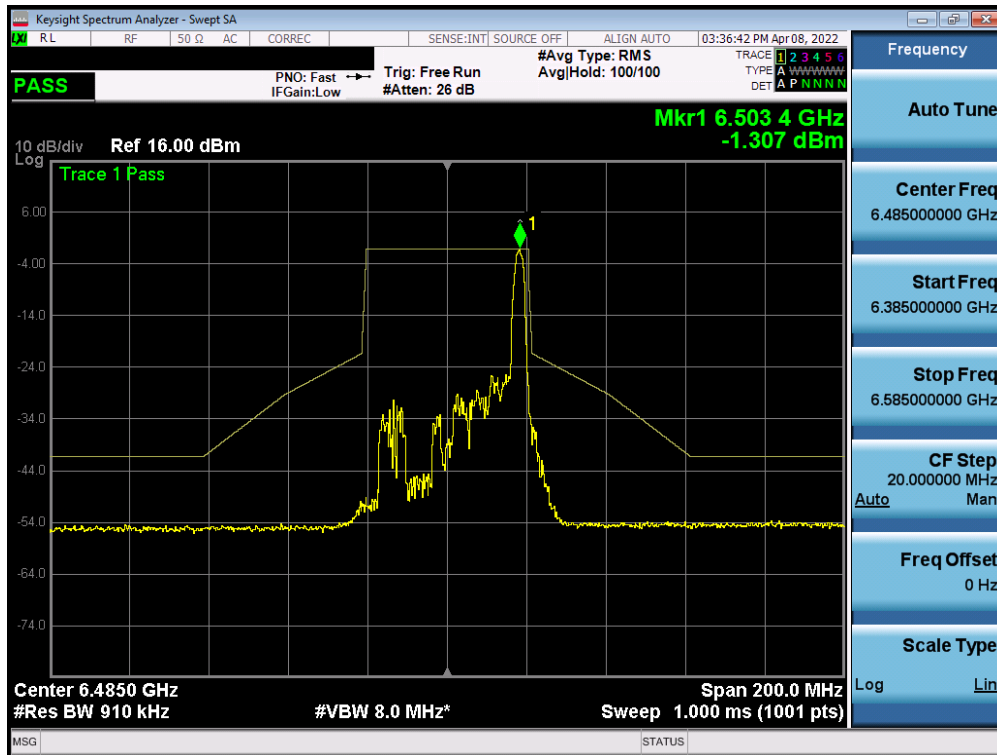 Keysight Spectrum Analyzer - Swept SA
LXI RL RF 50 Ω AC CORREC SENSE:INT SOURCE OFF ALIGN AUTO 03:36:42 PM Apr 08, 2022
#Avg Type: RMS TRACE 1 2 3 4 5 6
PASS PNO: Fast Trig: Free Run Avg|Hold: 100/100 TYPE A WWWWW
IFGain:Low #Atten: 26 dB DET A P N N N N
Mkr1 6.503 4 GHz
-1.307 dBm
10 dB/div Ref 16.00 dBm
Log
Trace 1 Pass
1
6.00
-4.00
-14.0
-24.0
-34.0
-44.0
-54.0
-64.0
-74.0
Center 6.4850 GHz Span 200.0 MHz
#Res BW 910 kHz #VBW 8.0 MHz* Sweep 1.000 ms (1001 pts)
MSG STATUS
Frequency
Auto Tune
Center Freq
6.485000000 GHz
Start Freq
6.385000000 GHz
Stop Freq
6.585000000 GHz
CF Step
20.000000 MHz
Auto Man
Freq Offset
0 Hz
Scale Type
Log Lin